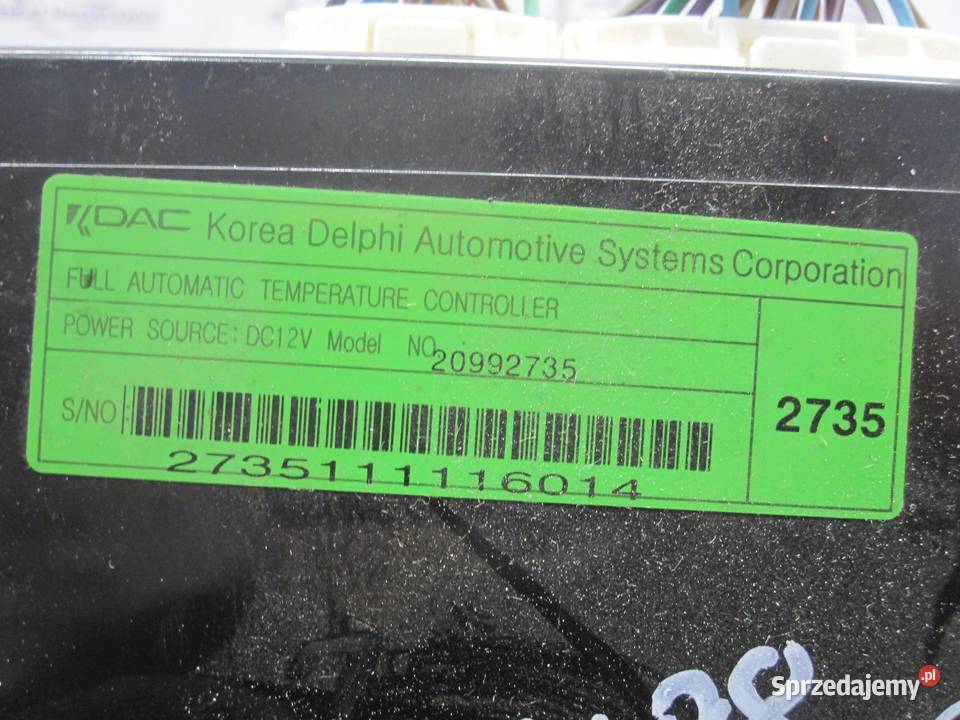 KDAC Korea Delphi Automotive Systems Corporation
FULL AUTOMATIC TEMPERATURE CONTROLLER
POWER SOURCE: DC12V Model NO 20992735
S/NO:
2735111116014
2735
Sprzedajemy.pl